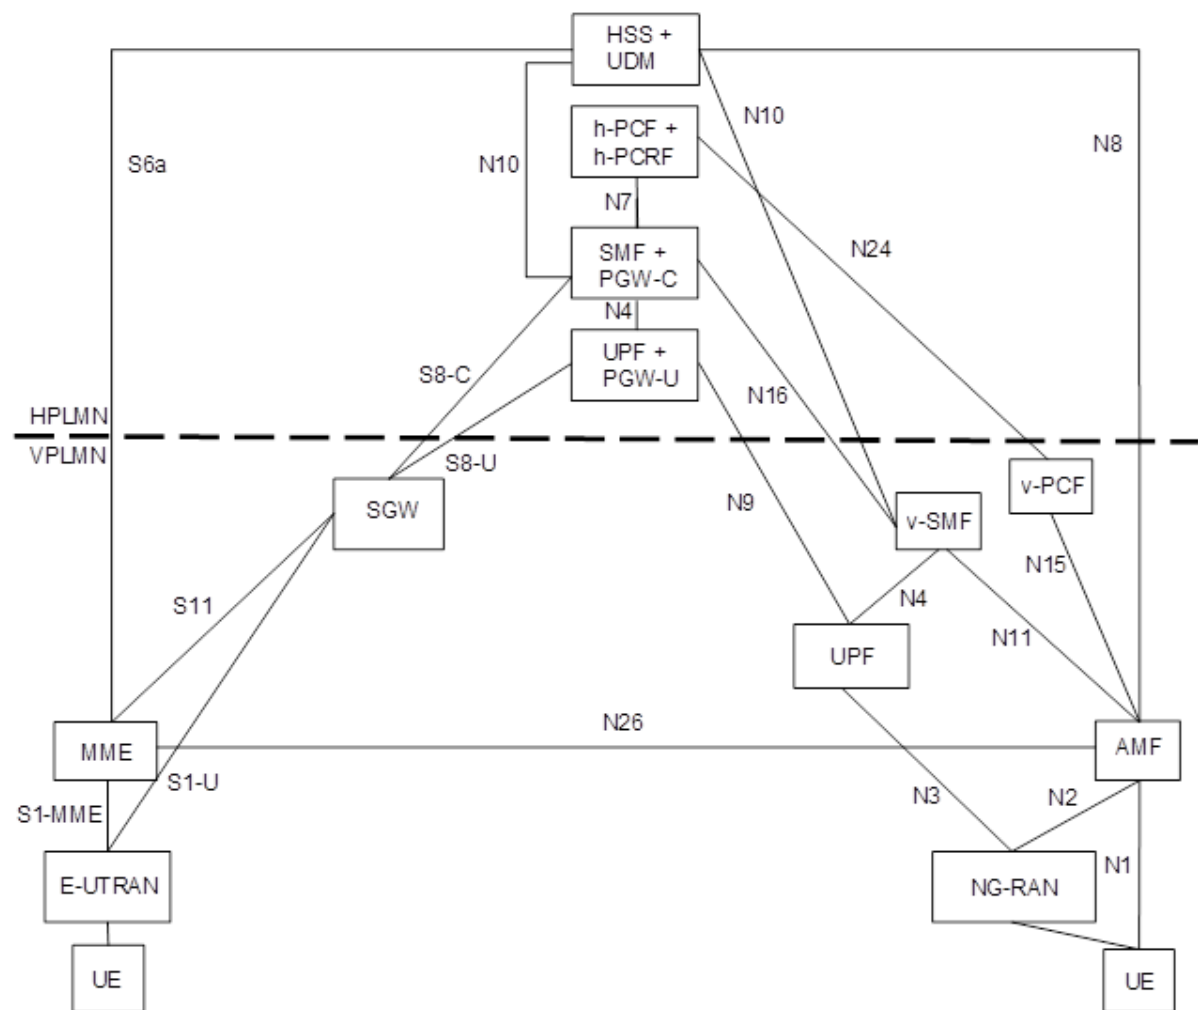 HSS +
UDM
N10
h-PCF +
h-PCRF
S6a
N10
N8
N7
N24
SMF +
PGW-C
N4
UPF +
PGW-U
S8-C
N16
HPLMN
VPLMN
S8-U
v-PCF
N9
SGW
v-SMF
N15
S11
N4
N11
UPF
N26
MME
AMF
S1-U
N3
N2
S1-MME
E-UTRAN
NG-RAN
N1
UE
UE